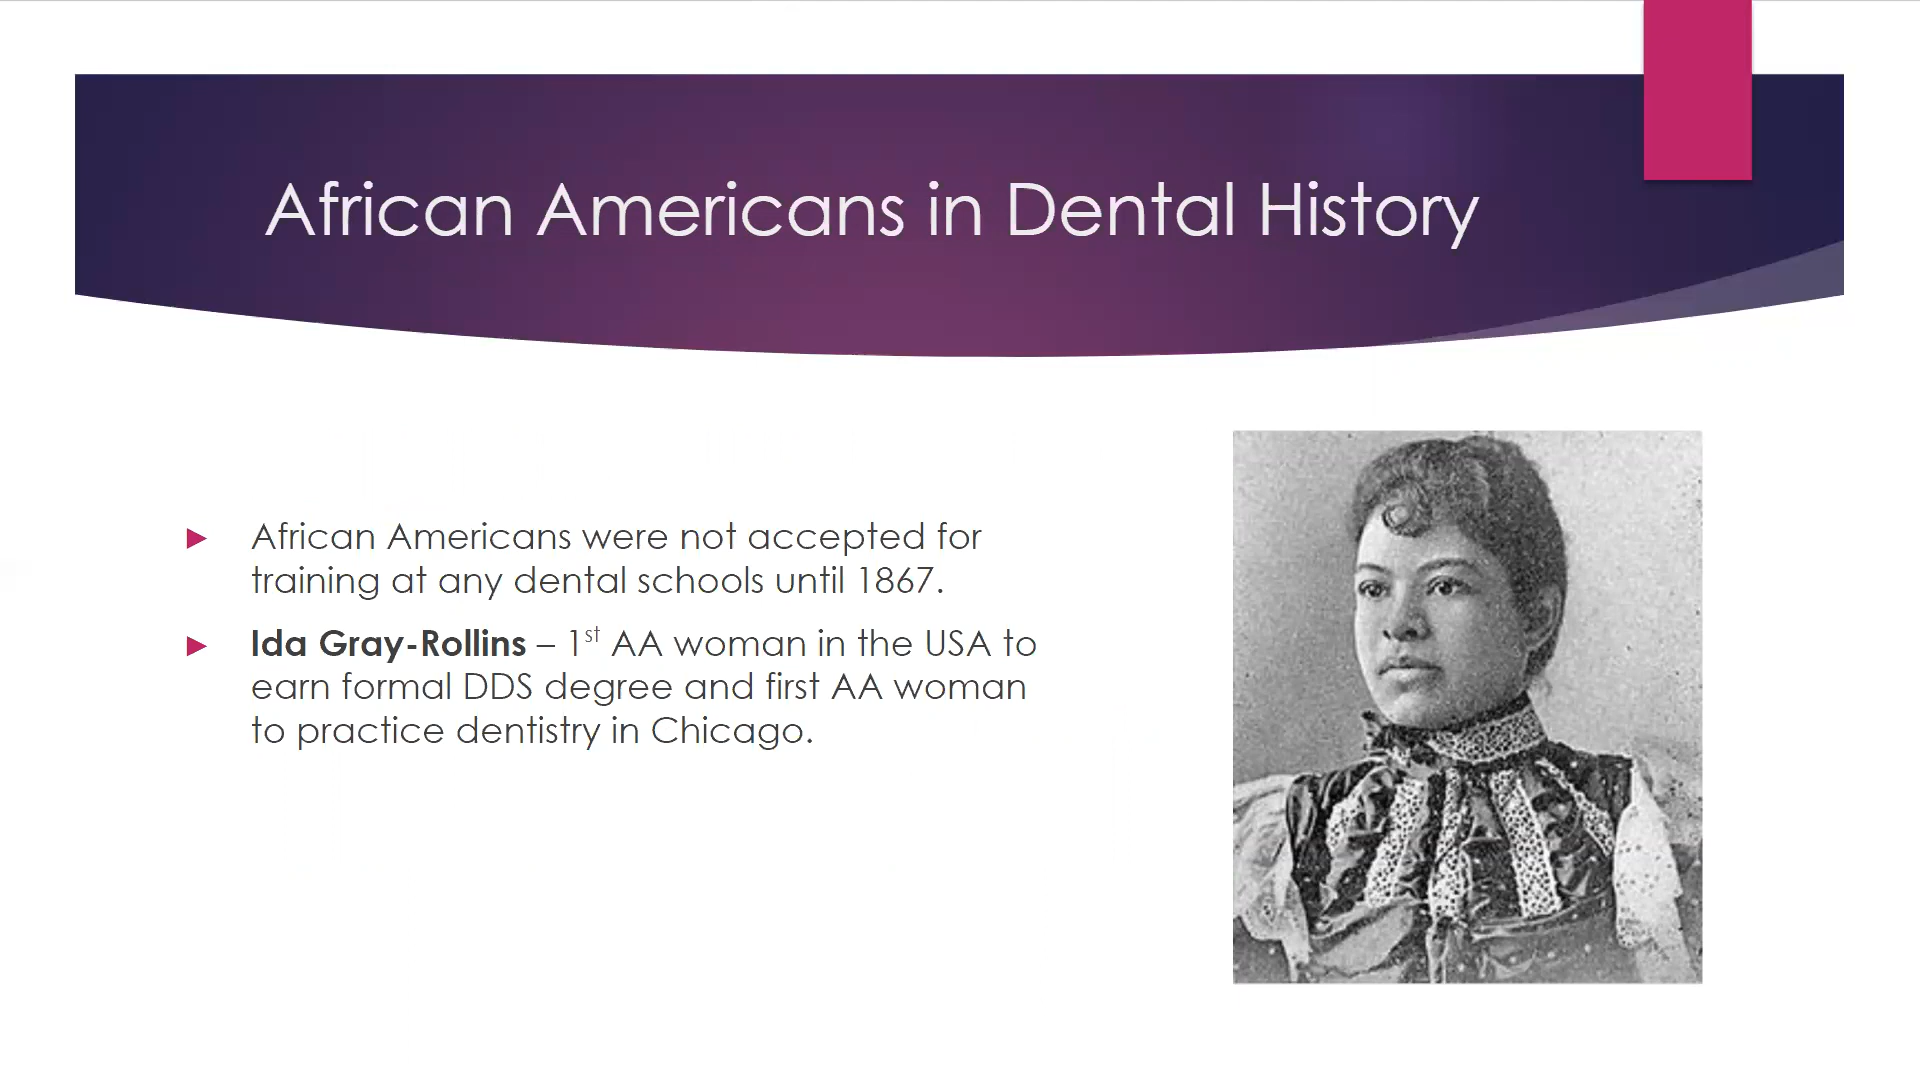 African Americans in Dental History
► African Americans were not accepted for
training at any dental schools until 1867.
► Ida Gray-Rollins – 1st AA woman in the USA to
earn formal DDS degree and first AA woman
to practice dentistry in Chicago.